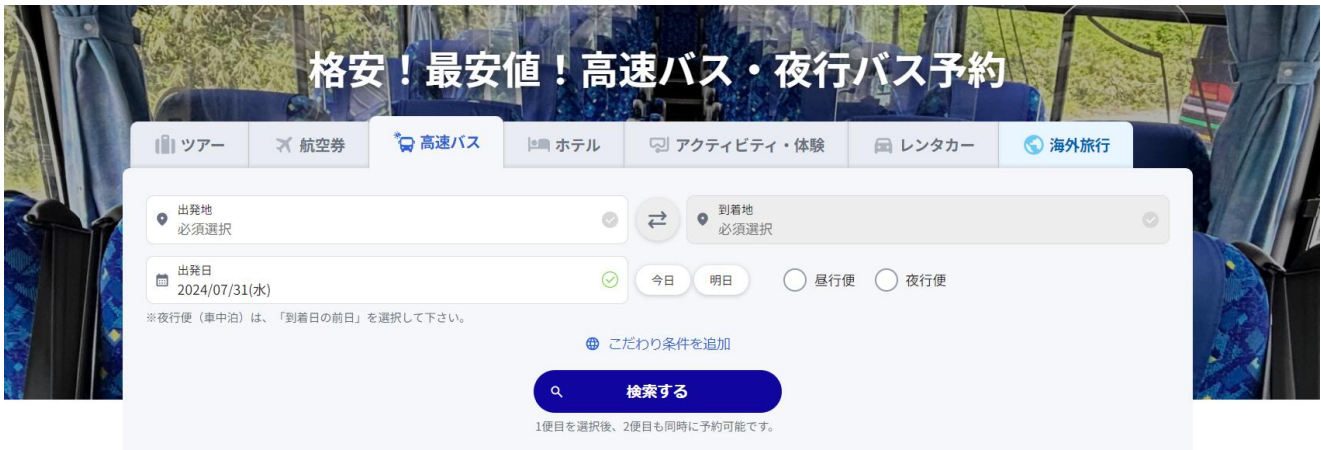 格安！最安値！高速バス・夜行バス予約
ツアー
航空券
高速バス
ホテル
アクティビティ・体験
レンタカー
海外旅行
出発地
必須選択
到着地
必須選択
出発日
2024/07/31(水)
今日
明日
昼行便
夜行便
※夜行便（車中泊）は、「到着日の前日」を選択して下さい。
こだわり条件を追加
検索する
1便目を選択後、2便目も同時に予約可能です。